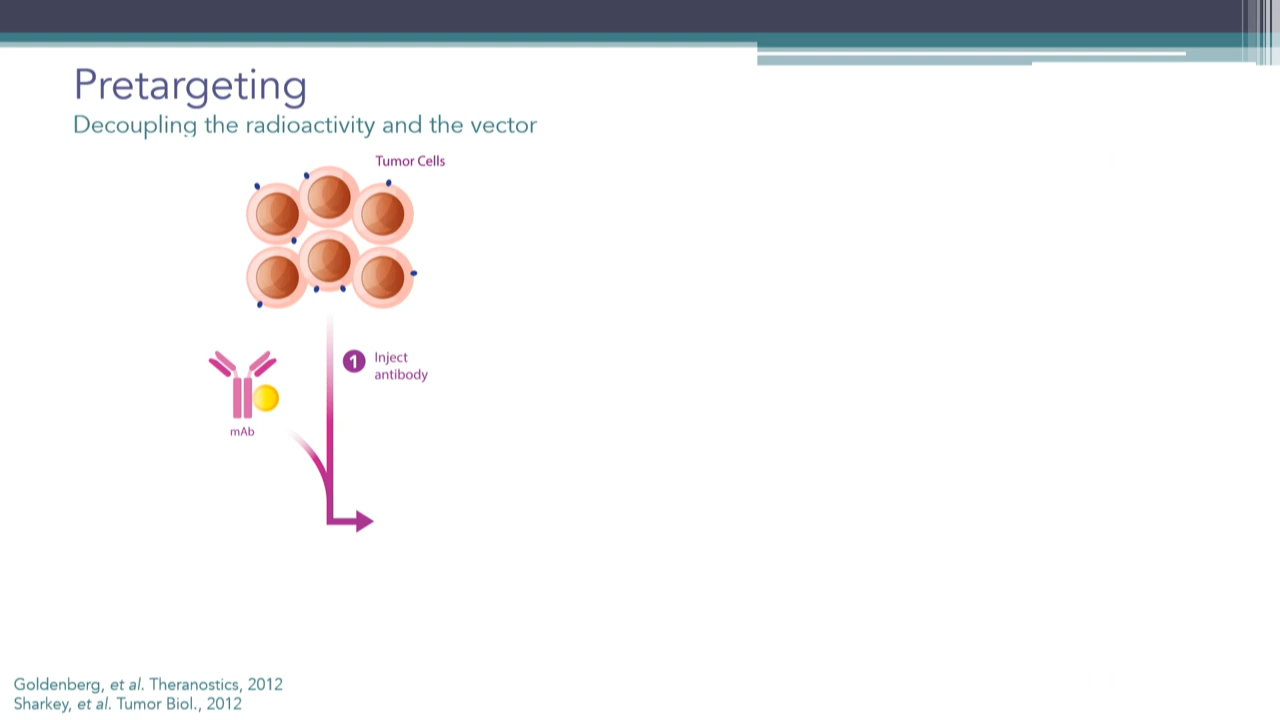 Pretargeting
Decoupling the radioactivity and the vector
Tumor Cells
1 Inject
antibody
mAb
Goldenberg, et al. Theranostics, 2012
Sharkey, et al. Tumor Biol., 2012